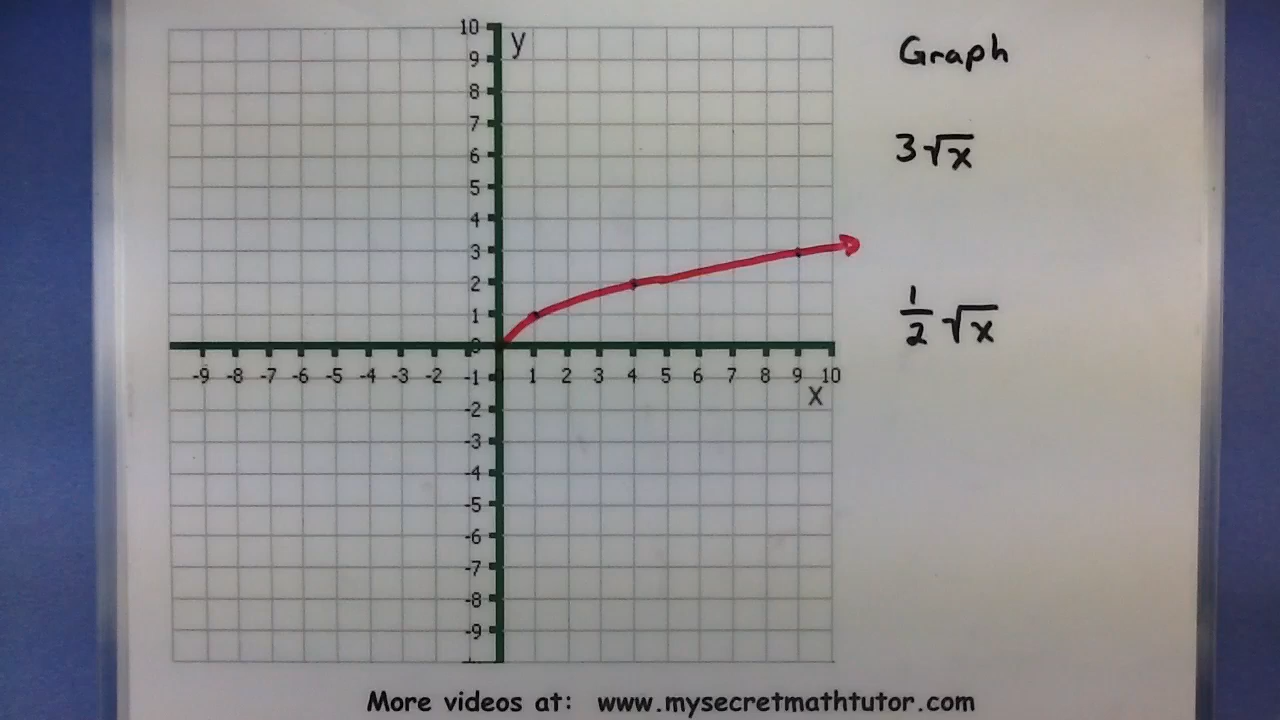 Graph
3√x
1/2 √x
y
10
9
8
7
6
5
4
3
2
1
0
-9 -8 -7 -6 -5 -4 -3 -2 -1 1 2 3 4 5 6 7 8 9 10
x
-2
-3
-4
-5
-6
-7
-8
-9
More videos at: www.mysecretmathtutor.com